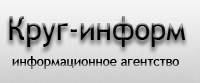 Круг-информ
информационное агентство